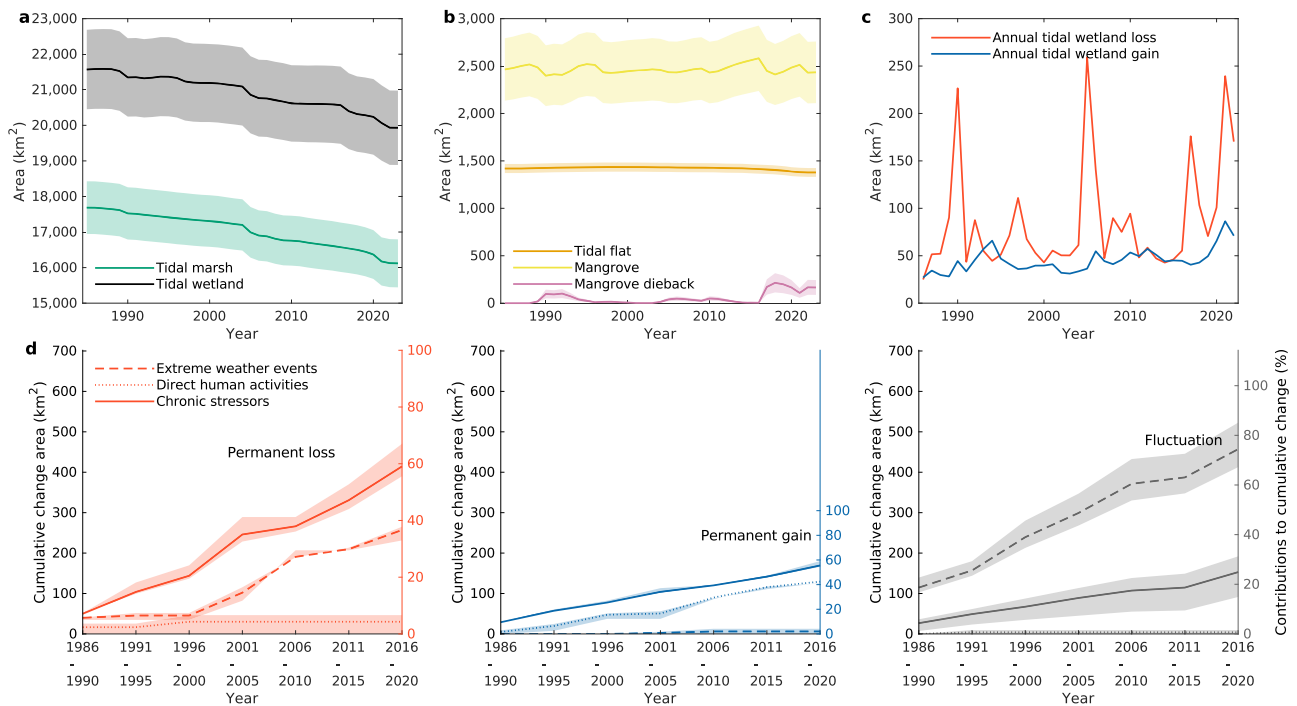 a
23,000
22,000
21,000
20,000
19,000
18,000
17,000
16,000
15,000
Area (km2)
Tidal marsh
Tidal wetland
1990
2000
2010
2020
Year
b
3,000
2,500
2,000
1,500
1,000
500
0
Area (km2)
Tidal flat
Mangrove
Mangrove dieback
1990
2000
2010
2020
Year
c
300
250
200
150
100
50
0
Area (km2)
Annual tidal wetland loss
Annual tidal wetland gain
1990
2000
2010
2020
Year
d
700
600
500
400
300
200
100
0
Cumulative change area (km2)
Extreme weather events
Direct human activities
Chronic stressors
Permanent loss
100
80
60
40
20
0
1986 1991 1996 2001 2006 2011 2016
- - - - - - -
1990 1995 2000 2005 2010 2015 2020
Year
700
600
500
400
300
200
100
0
Cumulative change area (km2)
Permanent gain
100
80
60
40
20
0
1986 1991 1996 2001 2006 2011 2016
- - - - - - -
1990 1995 2000 2005 2010 2015 2020
Year
700
600
500
400
300
200
100
0
Cumulative change area (km2)
Fluctuation
100
80
60
40
20
0
Contributions to cumulative change (%)
1986 1991 1996 2001 2006 2011 2016
- - - - - - -
1990 1995 2000 2005 2010 2015 2020
Year